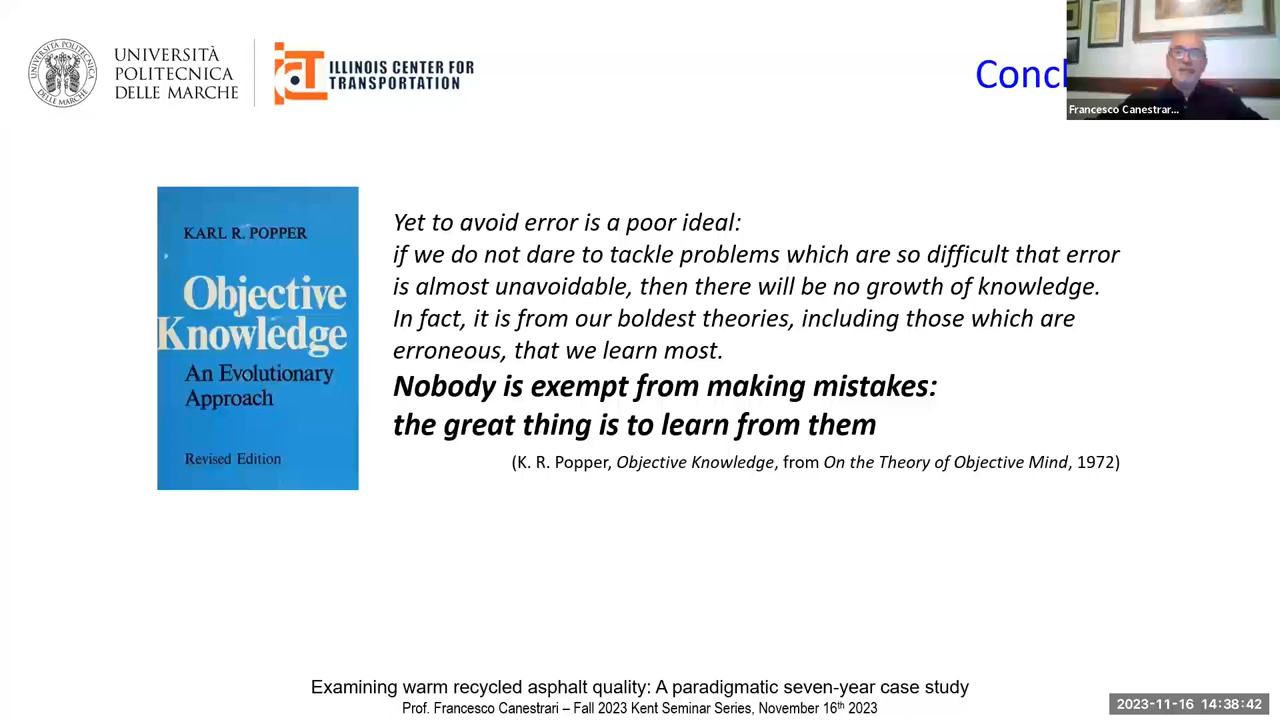 UNIVERSITÀ
POLITECNICA
DELLE MARCHE
ILLINOIS CENTER FOR
TRANSPORTATION
Francesco Canestrar...
KARL R. POPPER
Objective
Knowledge
An Evolutionary
Approach
Revised Edition
Yet to avoid error is a poor ideal:
if we do not dare to tackle problems which are so difficult that error
is almost unavoidable, then there will be no growth of knowledge.
In fact, it is from our boldest theories, including those which are
erroneous, that we learn most.
Nobody is exempt from making mistakes:
the great thing is to learn from them
(K. R. Popper, Objective Knowledge, from On the Theory of Objective Mind, 1972)
Examining warm recycled asphalt quality: A paradigmatic seven-year case study
Prof. Francesco Canestrari – Fall 2023 Kent Seminar Series, November 16th 2023
2023-11-16 14:38:42